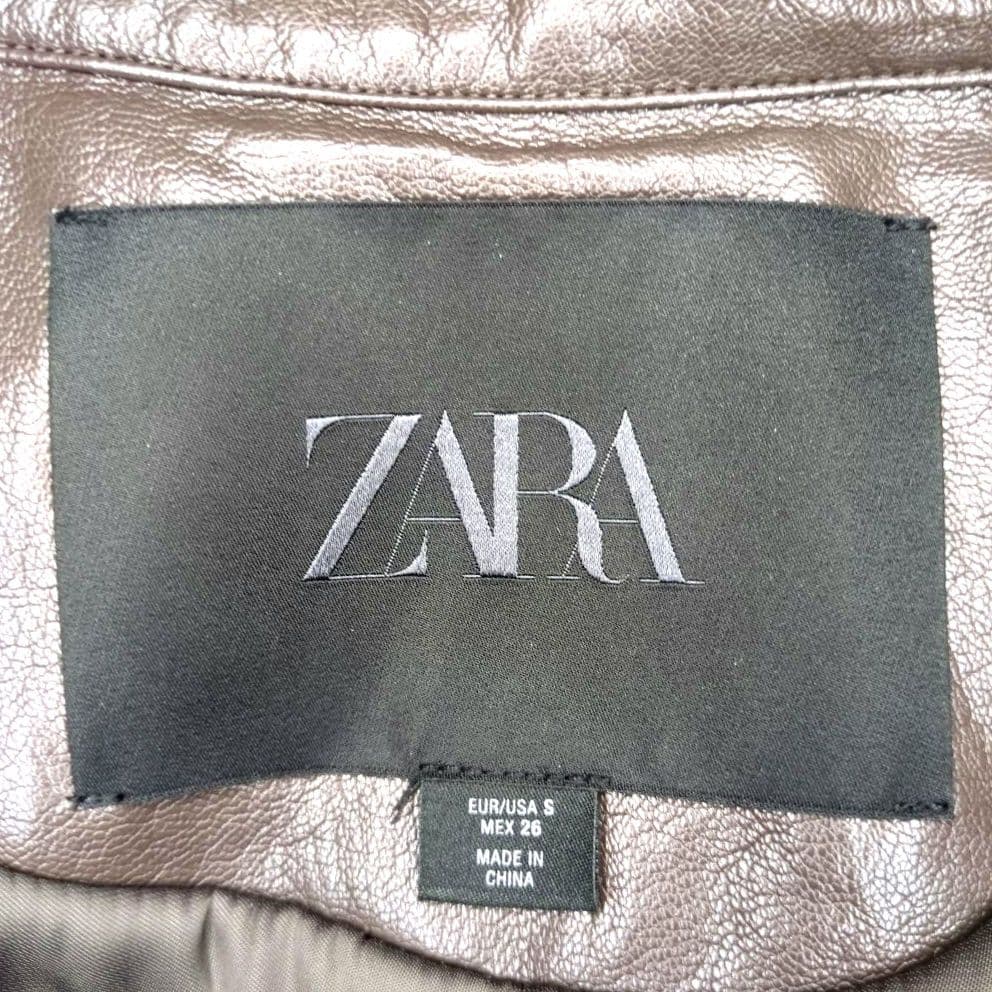 ZARA
EUR/USA S
MEX 26
MADE IN
CHINA